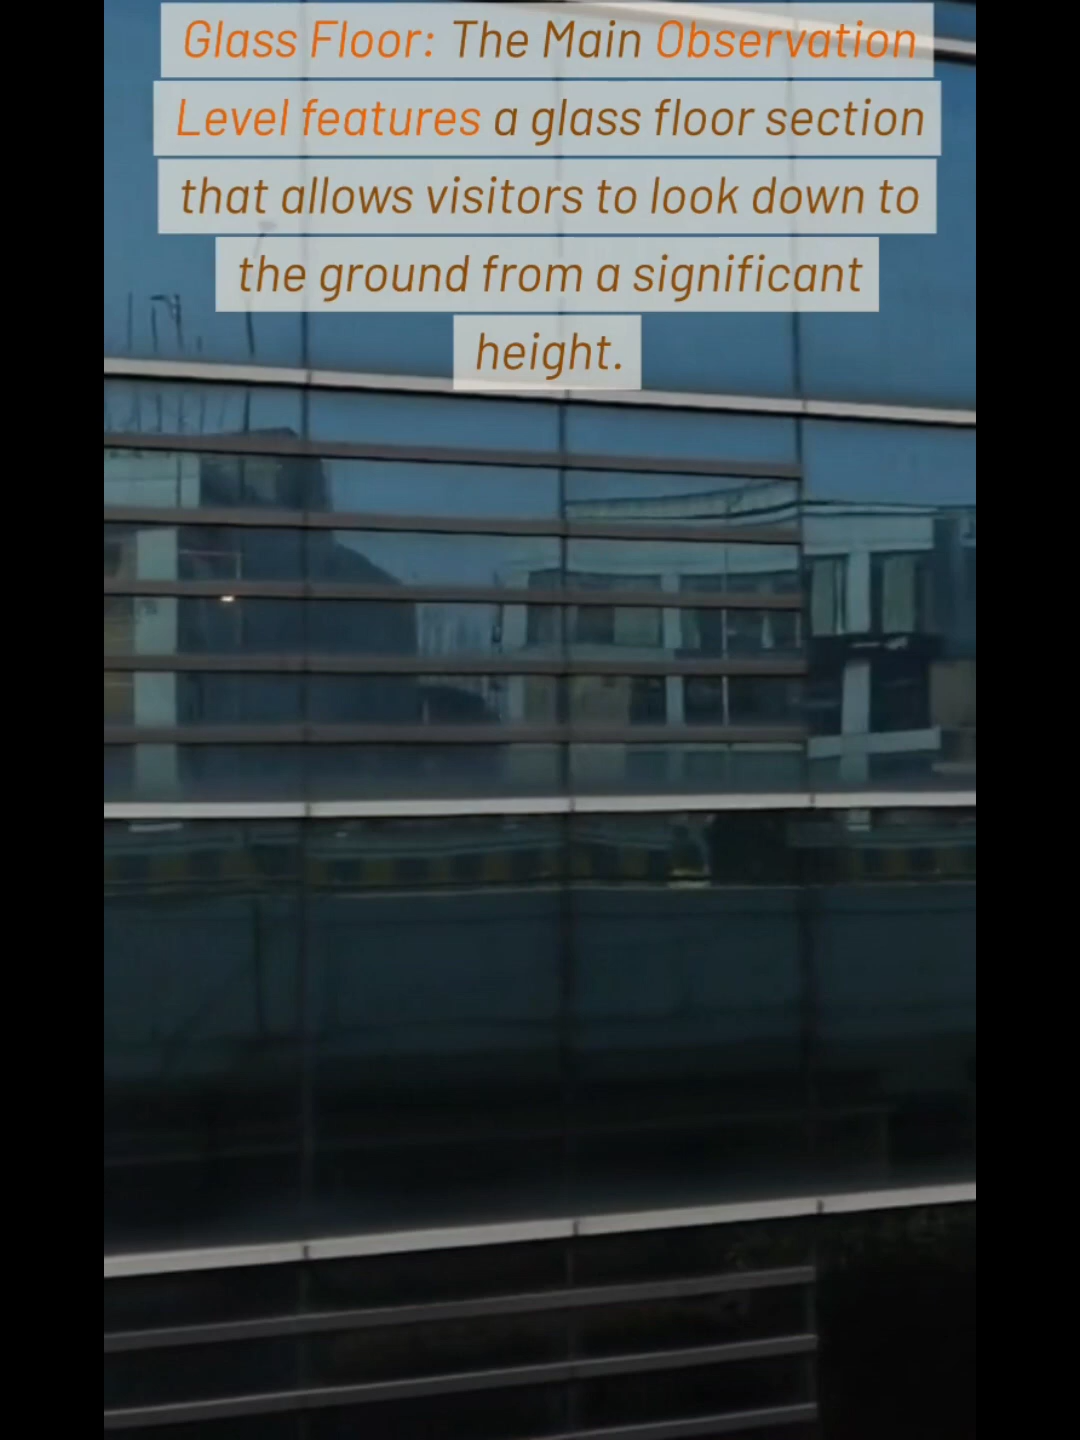 Glass Floor: The Main Observation
Level features a glass floor section
that allows visitors to look down to
the ground from a significant
height.